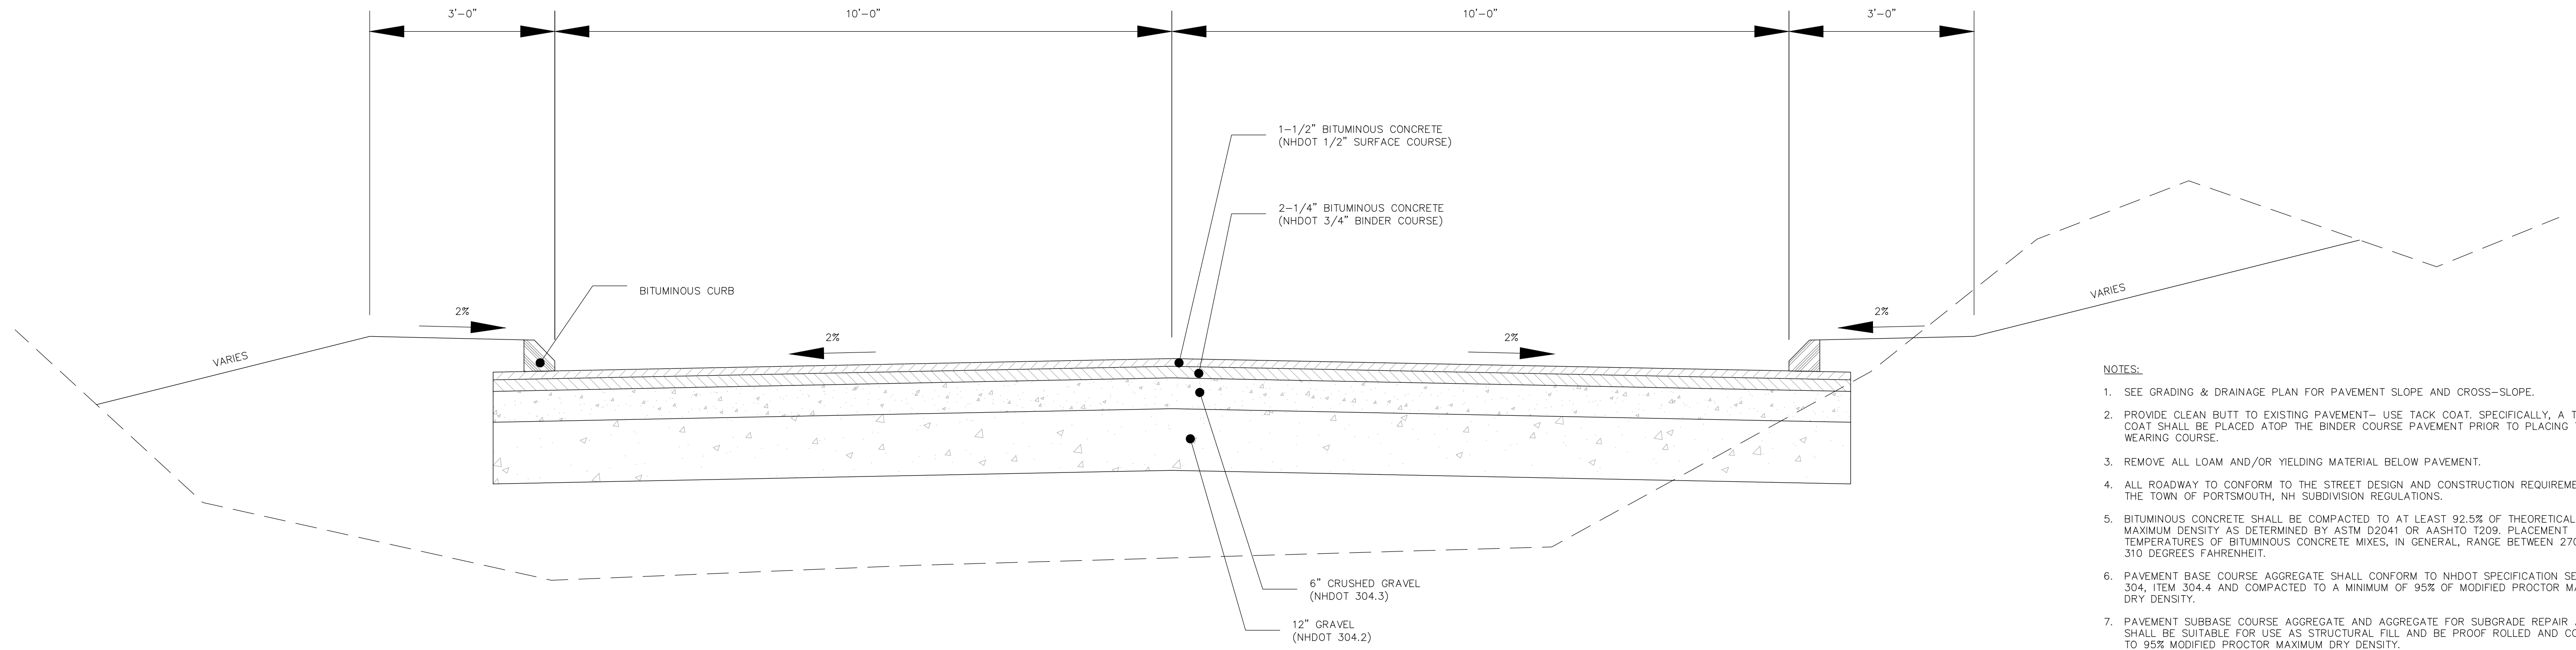 3'-0"
10'-0"
10'-0"
3'-0"
1-1/2" BITUMINOUS CONCRETE
(NHDOT 1/2" SURFACE COURSE)
2-1/4" BITUMINOUS CONCRETE
(NHDOT 3/4" BINDER COURSE)
BITUMINOUS CURB
VARIES
2%
2%
2%
2%
VARIES
6" CRUSHED GRAVEL
(NHDOT 304.3)
12" GRAVEL
(NHDOT 304.2)
NOTES:
1. SEE GRADING & DRAINAGE PLAN FOR PAVEMENT SLOPE AND CROSS-SLOPE.
2. PROVIDE CLEAN BUTT TO EXISTING PAVEMENT- USE TACK COAT. SPECIFICALLY, A
COAT SHALL BE PLACED ATOP THE BINDER COURSE PAVEMENT PRIOR TO PLACING
WEARING COURSE.
3. REMOVE ALL LOAM AND/OR YIELDING MATERIAL BELOW PAVEMENT.
4. ALL ROADWAY TO CONFORM TO THE STREET DESIGN AND CONSTRUCTION
THE TOWN OF PORTSMOUTH, NH SUBDIVISION REGULATIONS.
5. BITUMINOUS CONCRETE SHALL BE COMPACTED TO AT LEAST 92.5% OF THEORETICAL
MAXIMUM DENSITY AS DETERMINED BY ASTM D2041 OR AASHTO T209. PLACEMENT
TEMPERATURES OF BITUMINOUS CONCRETE MIXES, IN GENERAL, RANGE BETWEEN 270
310 DEGREES FAHRENHEIT.
6. PAVEMENT BASE COURSE AGGREGATE SHALL CONFORM TO NHDOT SPECIFICATION
304, ITEM 304.4 AND COMPACTED TO A MINIMUM OF 95% OF MODIFIED PROCTOR
DRY DENSITY.
7. PAVEMENT SUBBASE COURSE AGGREGATE AND AGGREGATE FOR SUBGRADE REPAIR
SHALL BE SUITABLE FOR USE AS STRUCTURAL FILL AND BE PROOF ROLLED AND
TO 95% MODIFIED PROCTOR MAXIMUM DRY DENSITY.